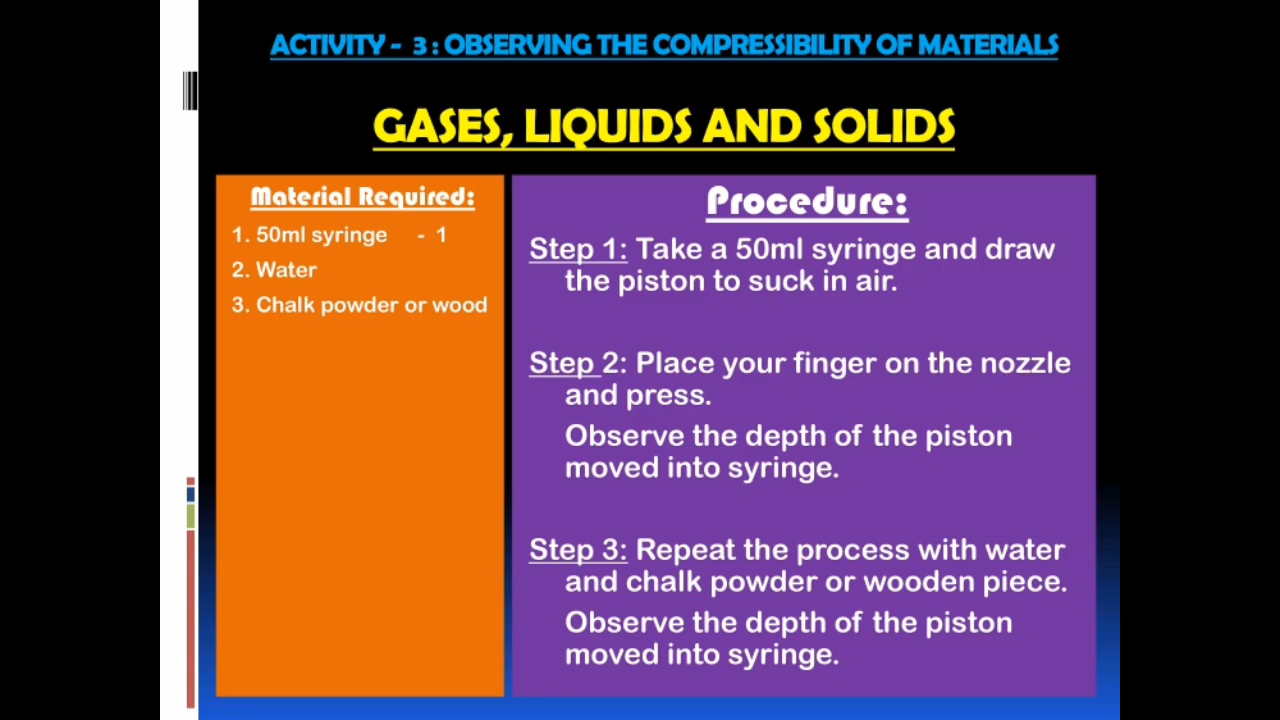 ACTIVITY - 3 : OBSERVING THE COMPRESSIBILITY OF MATERIALS
GASES, LIQUIDS AND SOLIDS
Material Required:
1. 50ml syringe - 1
2. Water
3. Chalk powder or wood
Procedure:
Step 1: Take a 50ml syringe and draw
the piston to suck in air.
Step 2: Place your finger on the nozzle
and press.
Observe the depth of the piston
moved into syringe.
Step 3: Repeat the process with water
and chalk powder or wooden piece.
Observe the depth of the piston
moved into syringe.